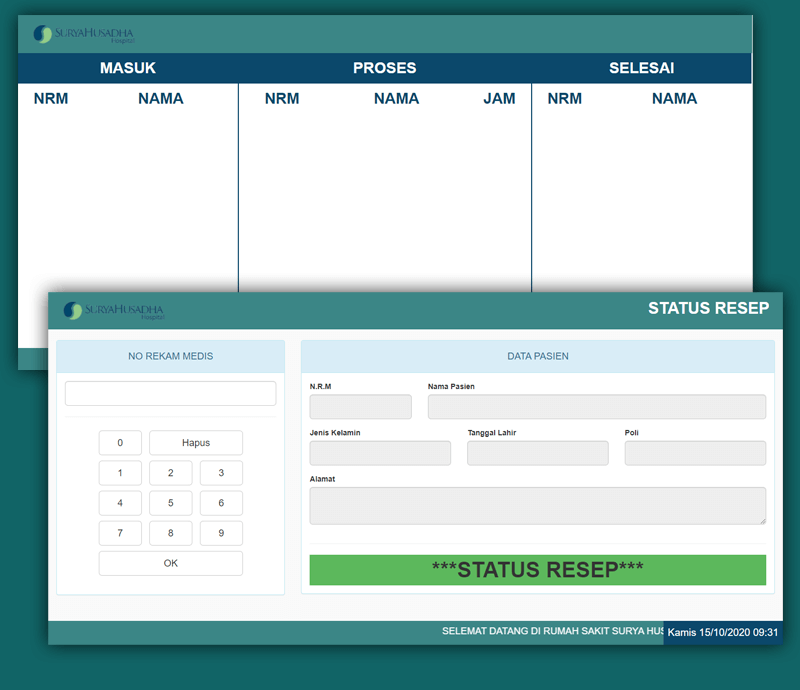 SURYAHUSADHA
Hospital
MASUK PROSES SELESAI
NRM NAMA NRM NAMA JAM NRM NAMA
SURYAHUSADHA
Hospital
STATUS RESEP
NO REKAM MEDIS
0 Hapus
1 2 3
4 5 6
7 8 9
OK
DATA PASIEN
N.R.M Nama Pasien
Jenis Kelamin Tanggal Lahir Poli
Alamat
***STATUS RESEP***
SELEMAT DATANG DI RUMAH SAKIT SURYA HUS
Kamis 15/10/2020 09:31